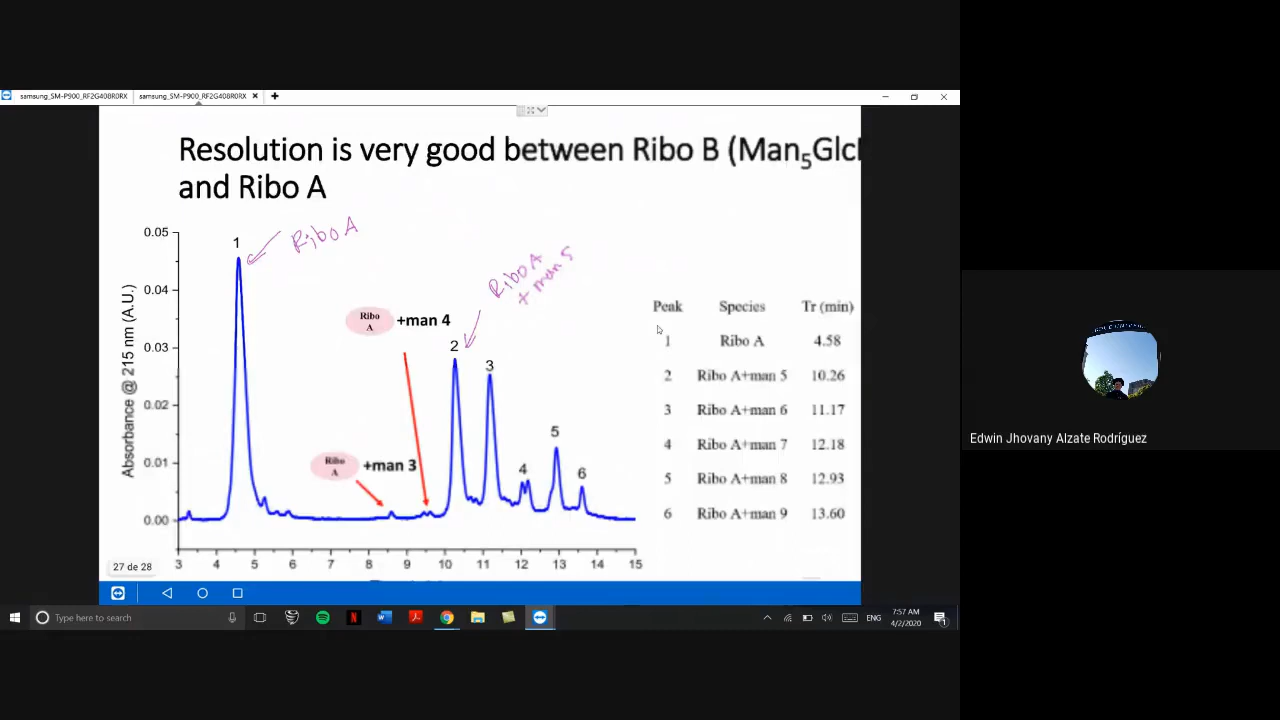 samsung_SM-P900_RF2G408R0RX
samsung_SM-P900_RF2G408R0RX
Resolution is very good between Ribo B (Man5Glc
and Ribo A
Ribo A
Ribo A
+ man 5
Absorbance @ 215 nm (A.U.)
0.05
0.04
0.03
0.02
0.01
0.00
1
2
3
4
5
6
Ribo
A
+man 4
Ribo
A
+man 3
3 4 5 6 7 8 9 10 11 12 13 14 15
Peak Species Tr (min)
1 Ribo A 4.58
2 Ribo A+man 5 10.26
3 Ribo A+man 6 11.17
4 Ribo A+man 7 12.18
5 Ribo A+man 8 12.93
6 Ribo A+man 9 13.60
27 de 28
Edwin Jhovany Alzate Rodríguez
Type here to search
ENG
7:57 AM
4/2/2020